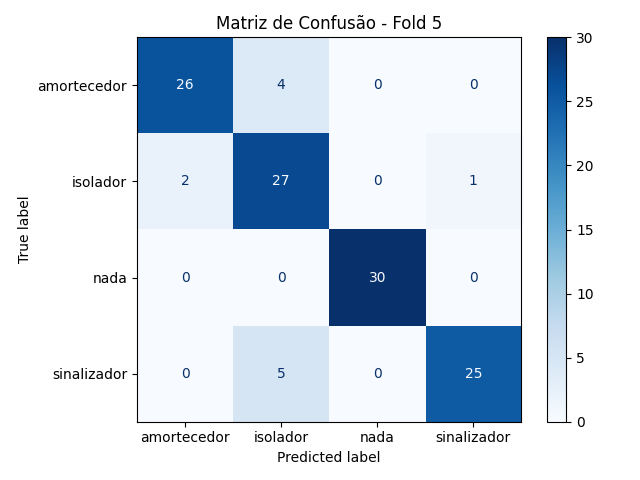 Matriz de Confusão - Fold 5
True label
amortecedor 26 4 0 0
isolador 2 27 0 1
nada 0 0 30 0
sinalizador 0 5 0 25
amortecedor isolador nada sinalizador
Predicted label
30
25
20
15
10
5
0